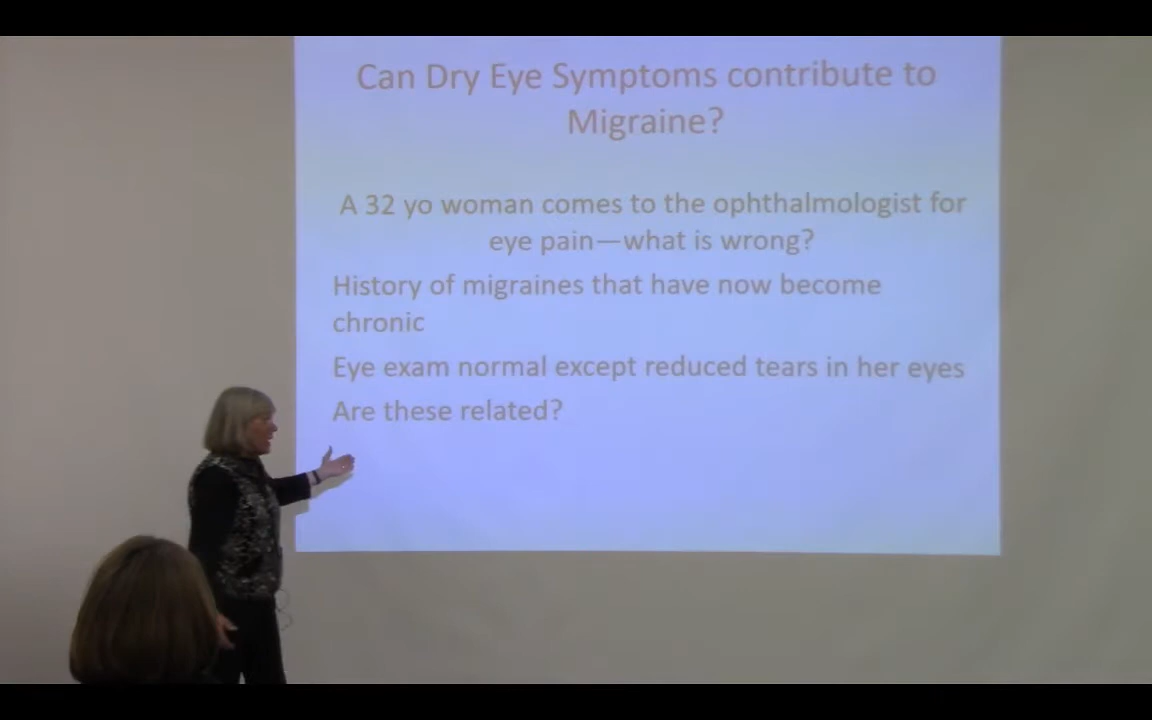 Can Dry Eye Symptoms contribute to
Migraine?
A 32 yo woman comes to the ophthalmologist for
eye pain—what is wrong?
History of migraines that have now become
chronic
Eye exam normal except reduced tears in her eyes
Are these related?